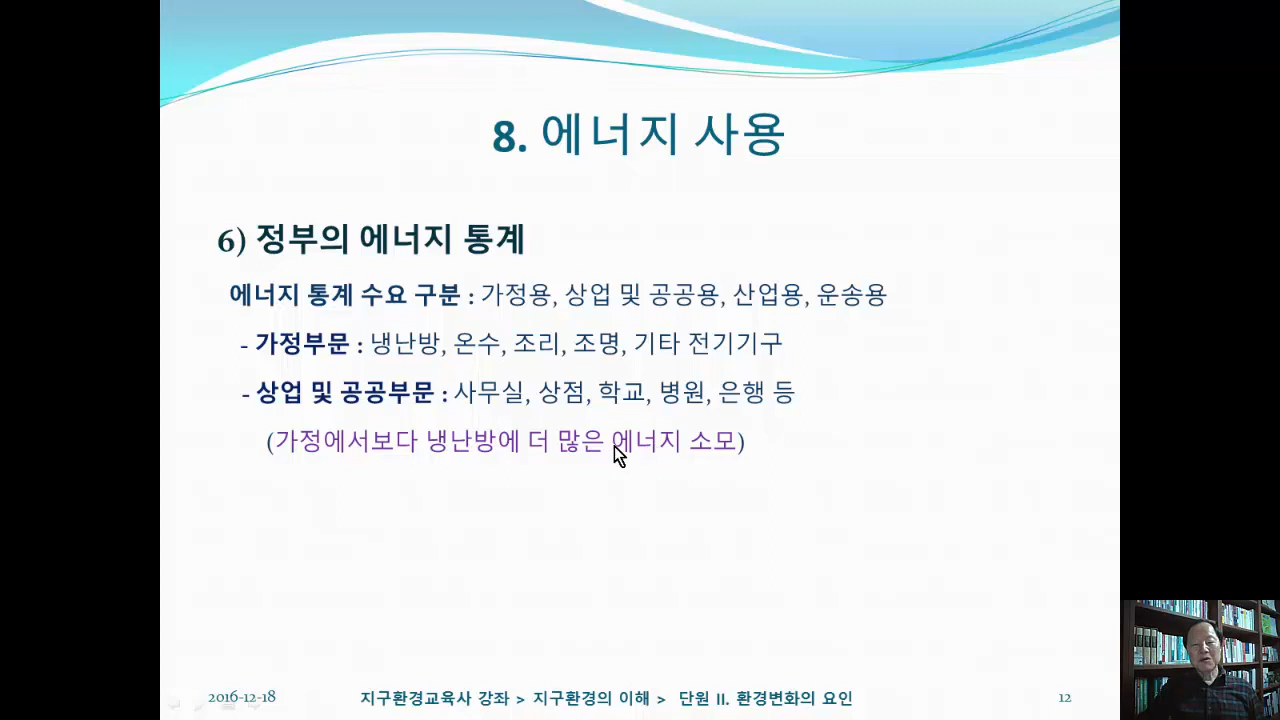 8. 에너지 사용
6) 정부의 에너지 통계
에너지 통계 수요 구분 : 가정용, 상업 및 공공용, 산업용, 운송용
- 가정부문 : 냉난방, 온수, 조리, 조명, 기타 전기기구
- 상업 및 공공부문 : 사무실, 상점, 학교, 병원, 은행 등
(가정에서보다 냉난방에 더 많은 에너지 소모)
2016-12-18
지구환경교육사 강좌 > 지구환경의 이해 > 단원 II. 환경변화의 요인
12